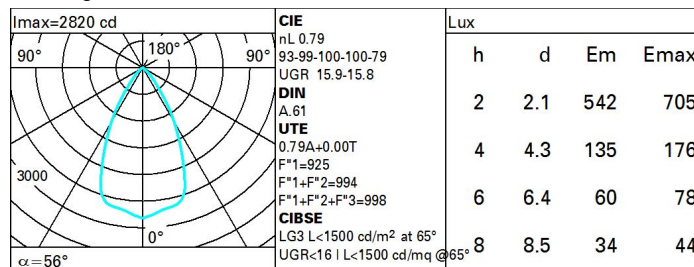 Imax=2820 cd
90°
180°
90°
3000
0°
α=56°
CIE
nL 0.79
93-99-100-100-79
UGR 15.9-15.8
DIN
A.61
UTE
0.79A+0.00T
F"1=925
F"1+F"2=994
F"1+F"2+F"3=998
CIBSE
LG3 L<1500 cd/m² at 65°
UGR<16 | L<1500 cd/mq @65°
Lux
h d Em Emax
2 2.1 542 705
4 4.3 135 176
6 6.4 60 78
8 8.5 34 44